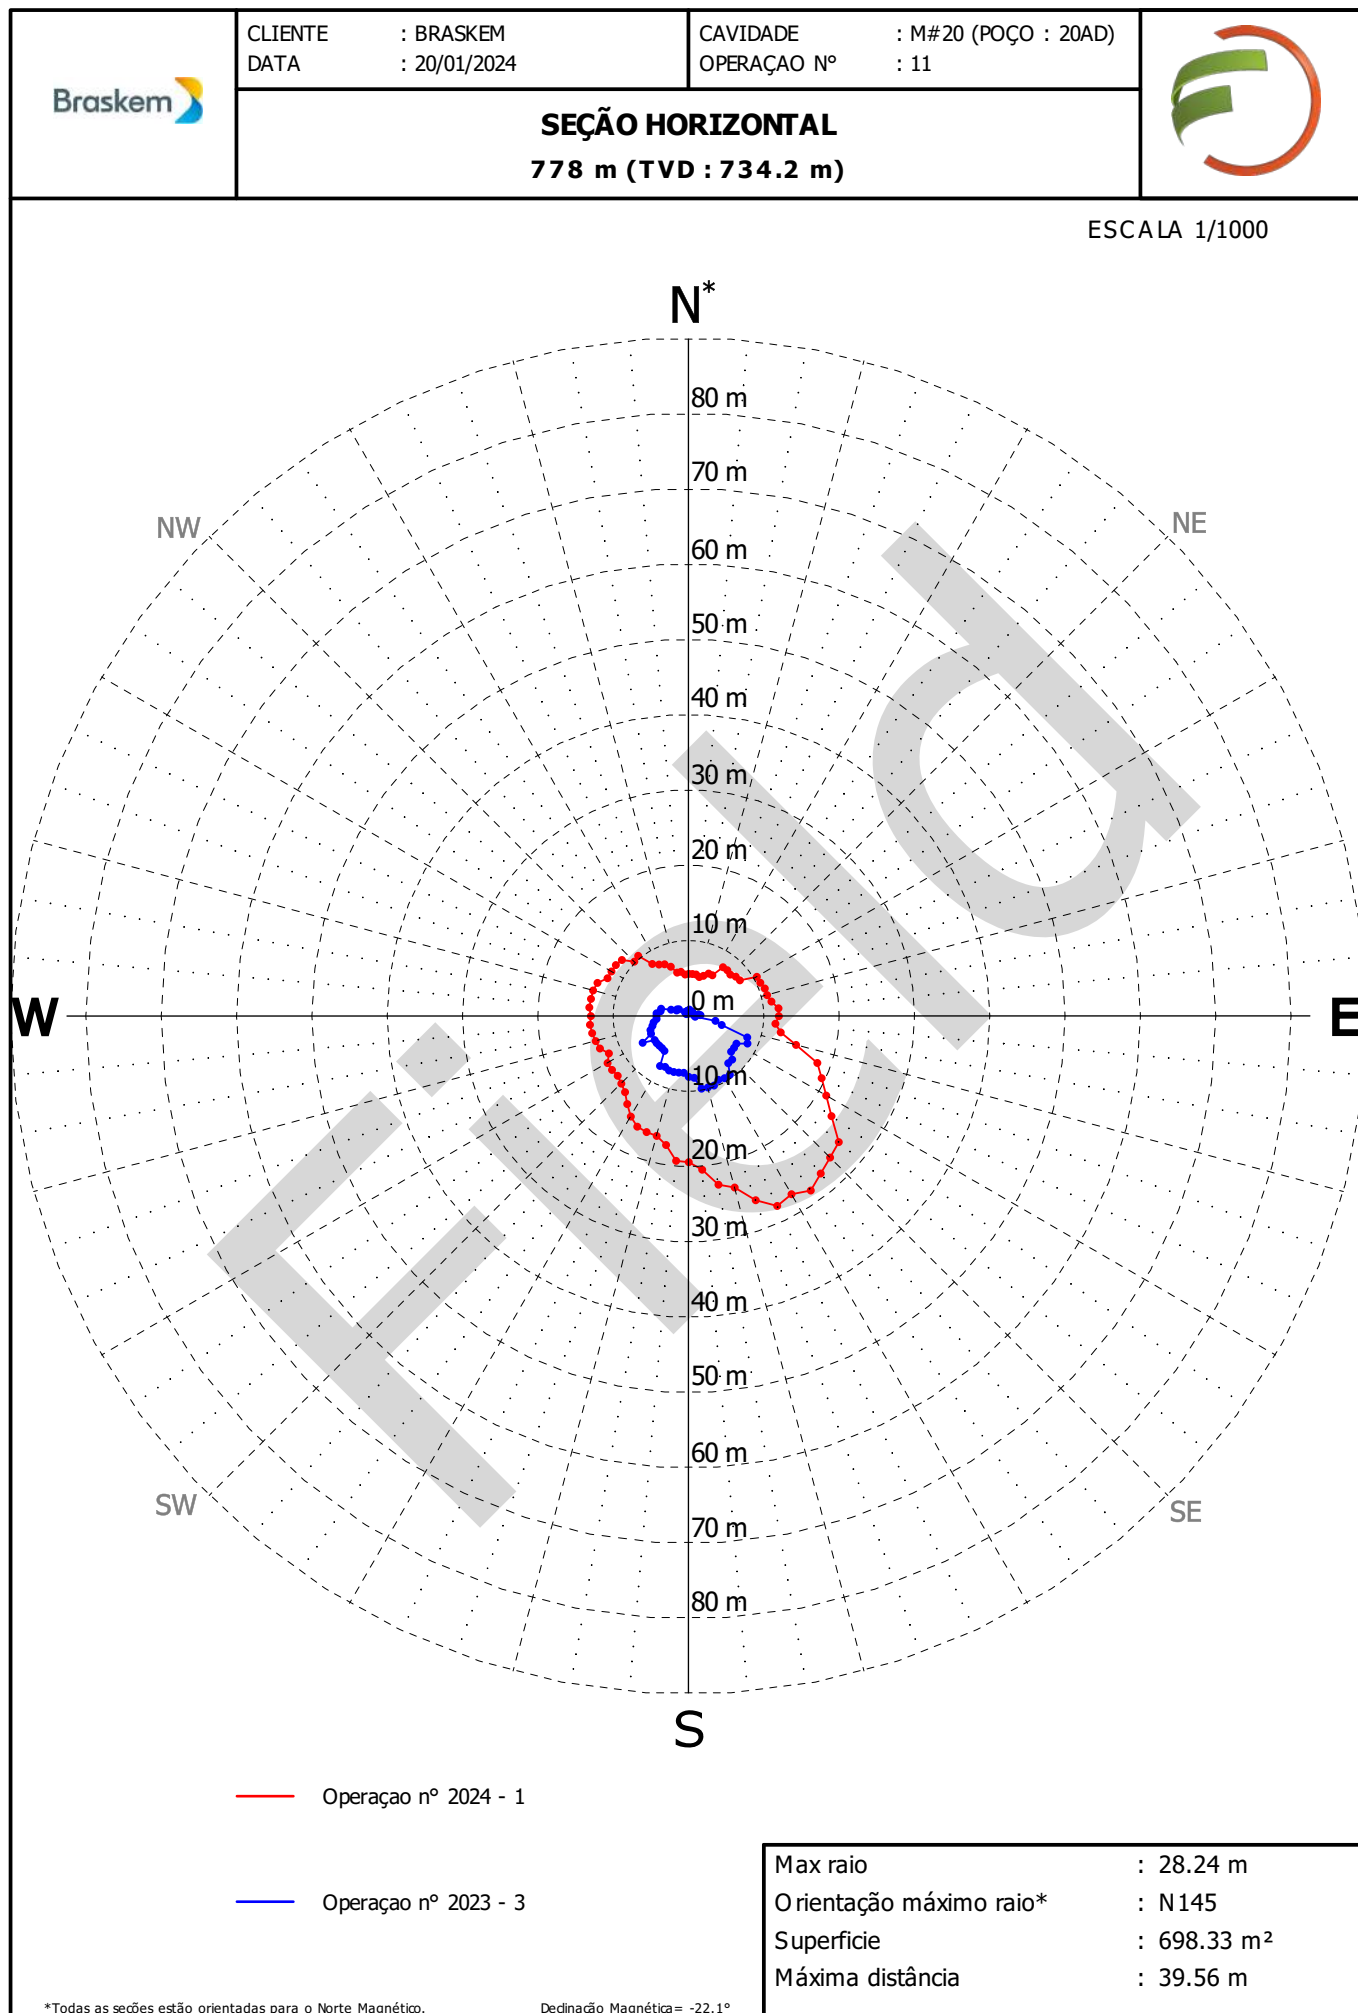 Braskem
CLIENTE : BRASKEM
DATA : 20/01/2024
CAVIDADE : M#20 (POÇO : 20AD)
OPERAÇAO N° : 11
SEÇÃO HORIZONTAL
778 m (TVD : 734.2 m)
ESCALA 1/1000
N*
80 m
70 m
NW
NE
60 m
50 m
40 m
30 m
20 m
10 m
0 m
W
E
10 m
20 m
30 m
40 m
50 m
60 m
SW
SE
70 m
80 m
S
Field
Operaçao n° 2024 - 1
Operaçao n° 2023 - 3
Max raio : 28.24 m
Orientação máximo raio* : N145
Superficie : 698.33 m²
Máxima distância : 39.56 m
*Todas as seções estão orientadas para o Norte Magnético. Declinação Magnética= -22.1°